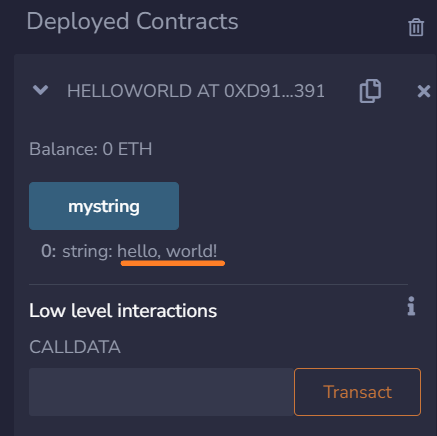 Deployed Contracts
HELLOWORLD AT 0XD91...391
Balance: 0 ETH
mystring
0: string: hello, world!
Low level interactions
CALLDATA
Transact